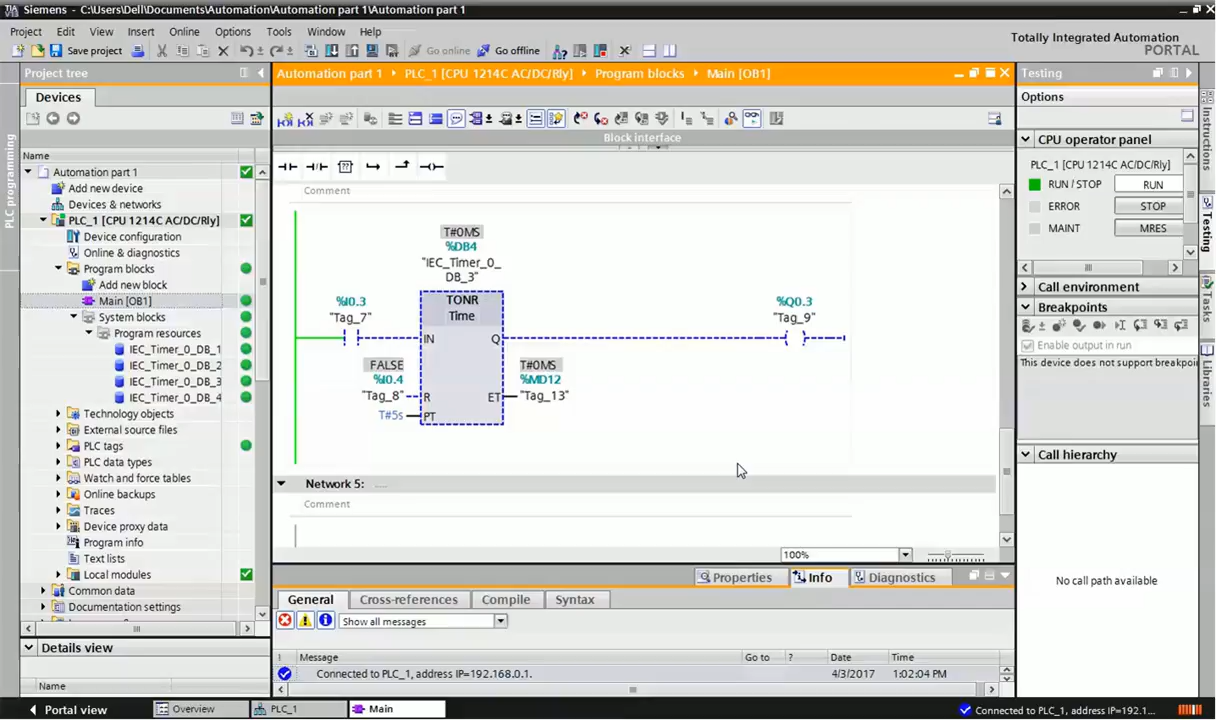 Siemens - C:\Users\Dell\Documents\Automation\Automation part 1\Automation part 1
Project Edit View Insert Online Options Tools Window Help
Totally Integrated Automation
PORTAL
Save project Go online Go offline
Project tree
Automation part 1 PLC_1 [CPU 1214C AC/DC/Rly] Program blocks Main [OB1]
Testing
Devices
Options
PLC programming
Block interface
CPU operator panel
Name
PLC_1 [CPU 1214C AC/DC/Rly]
RUN / STOP RUN
ERROR STOP
MAINT MRES
Call environment
Breakpoints
Enable output in run
This device does not support breakpoi
Call hierarchy
No call path available
Instructions
Testing
Tasks
Libraries
Automation part 1
Add new device
Devices & networks
PLC_1 [CPU 1214C AC/DC/Rly]
Device configuration
Online & diagnostics
Program blocks
Add new block
Main [OB1]
System blocks
Program resources
IEC_Timer_0_DB_1
IEC_Timer_0_DB_2
IEC_Timer_0_DB_3
IEC_Timer_0_DB_4
Technology objects
External source files
PLC tags
PLC data types
Watch and force tables
Online backups
Traces
Device proxy data
Program info
Text lists
Local modules
Common data
Documentation settings
Details view
Name
Comment
T#0MS
%DB4
"IEC_Timer_0_
DB_3"
TONR
Time
%I0.3
"Tag_7"
%Q0.3
"Tag_9"
IN Q
FALSE
%I0.4
"Tag_8" R
T#5s PT
T#0MS
%MD12
ET "Tag_13"
Network 5: ....
Comment
100%
Properties Info Diagnostics
General Cross-references Compile Syntax
Show all messages
! Message Go to ? Date Time
Connected to PLC_1, address IP=192.168.0.1. 4/3/2017 1:02:04 PM
Portal view Overview PLC_1 Main Connected to PLC_1, address IP=192.1...